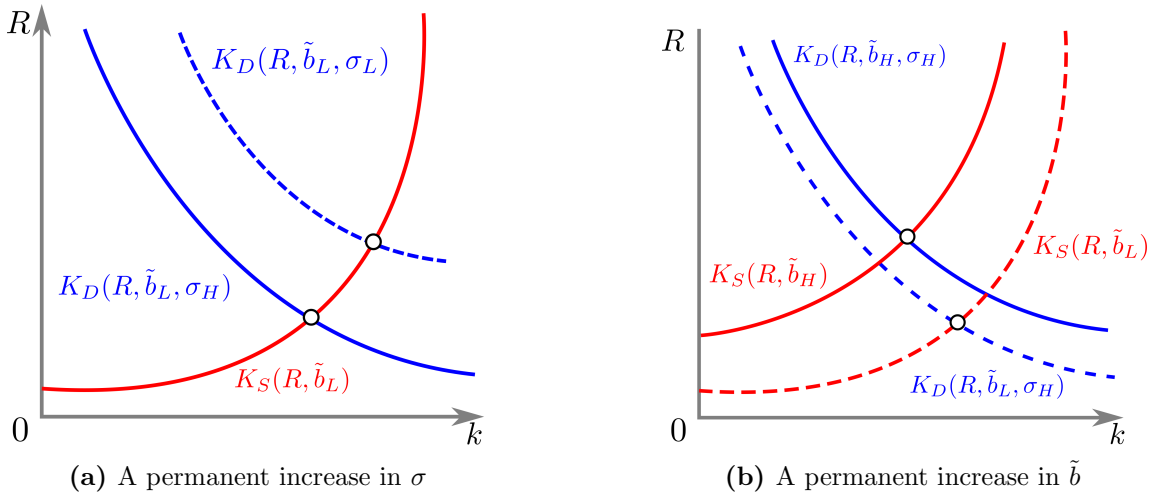 R
K_D(R, b̃_L, σ_L)
K_D(R, b̃_L, σ_H)
K_S(R, b̃_L)
0
k
(a) A permanent increase in σ
R
K_D(R, b̃_H, σ_H)
K_S(R, b̃_L)
K_S(R, b̃_H)
K_D(R, b̃_L, σ_H)
0
k
(b) A permanent increase in b̃